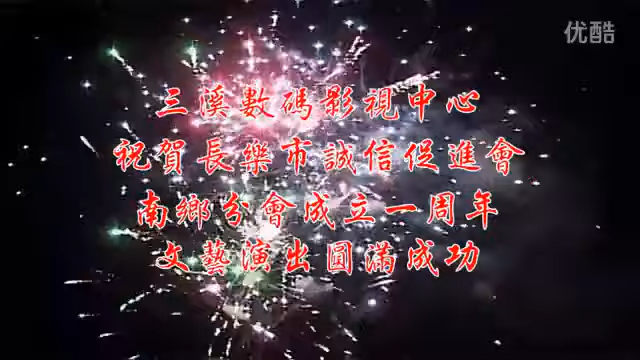 优酷
三溪數碼影視中心
祝賀長樂市誠信促進會
南鄉分會成立一周年
文藝演出圓滿成功